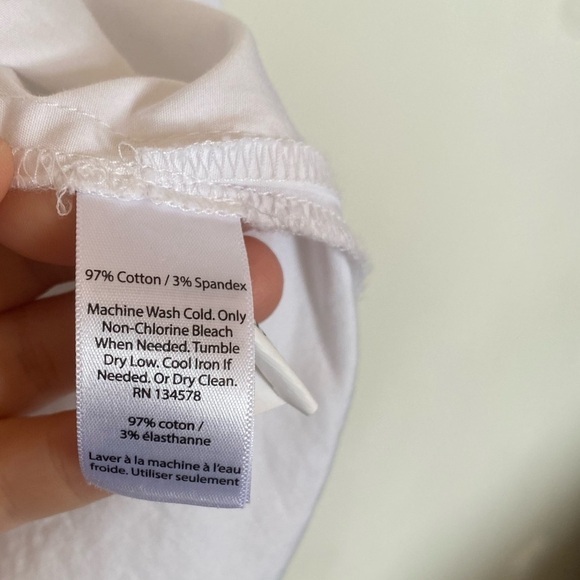 97% Cotton / 3% Spandex
Machine Wash Cold. Only
Non-Chlorine Bleach
When Needed. Tumble
Dry Low. Cool Iron If
Needed. Or Dry Clean.
RN 134578
97% coton /
3% élasthanne
Laver à la machine à l'eau
froide. Utiliser seulement